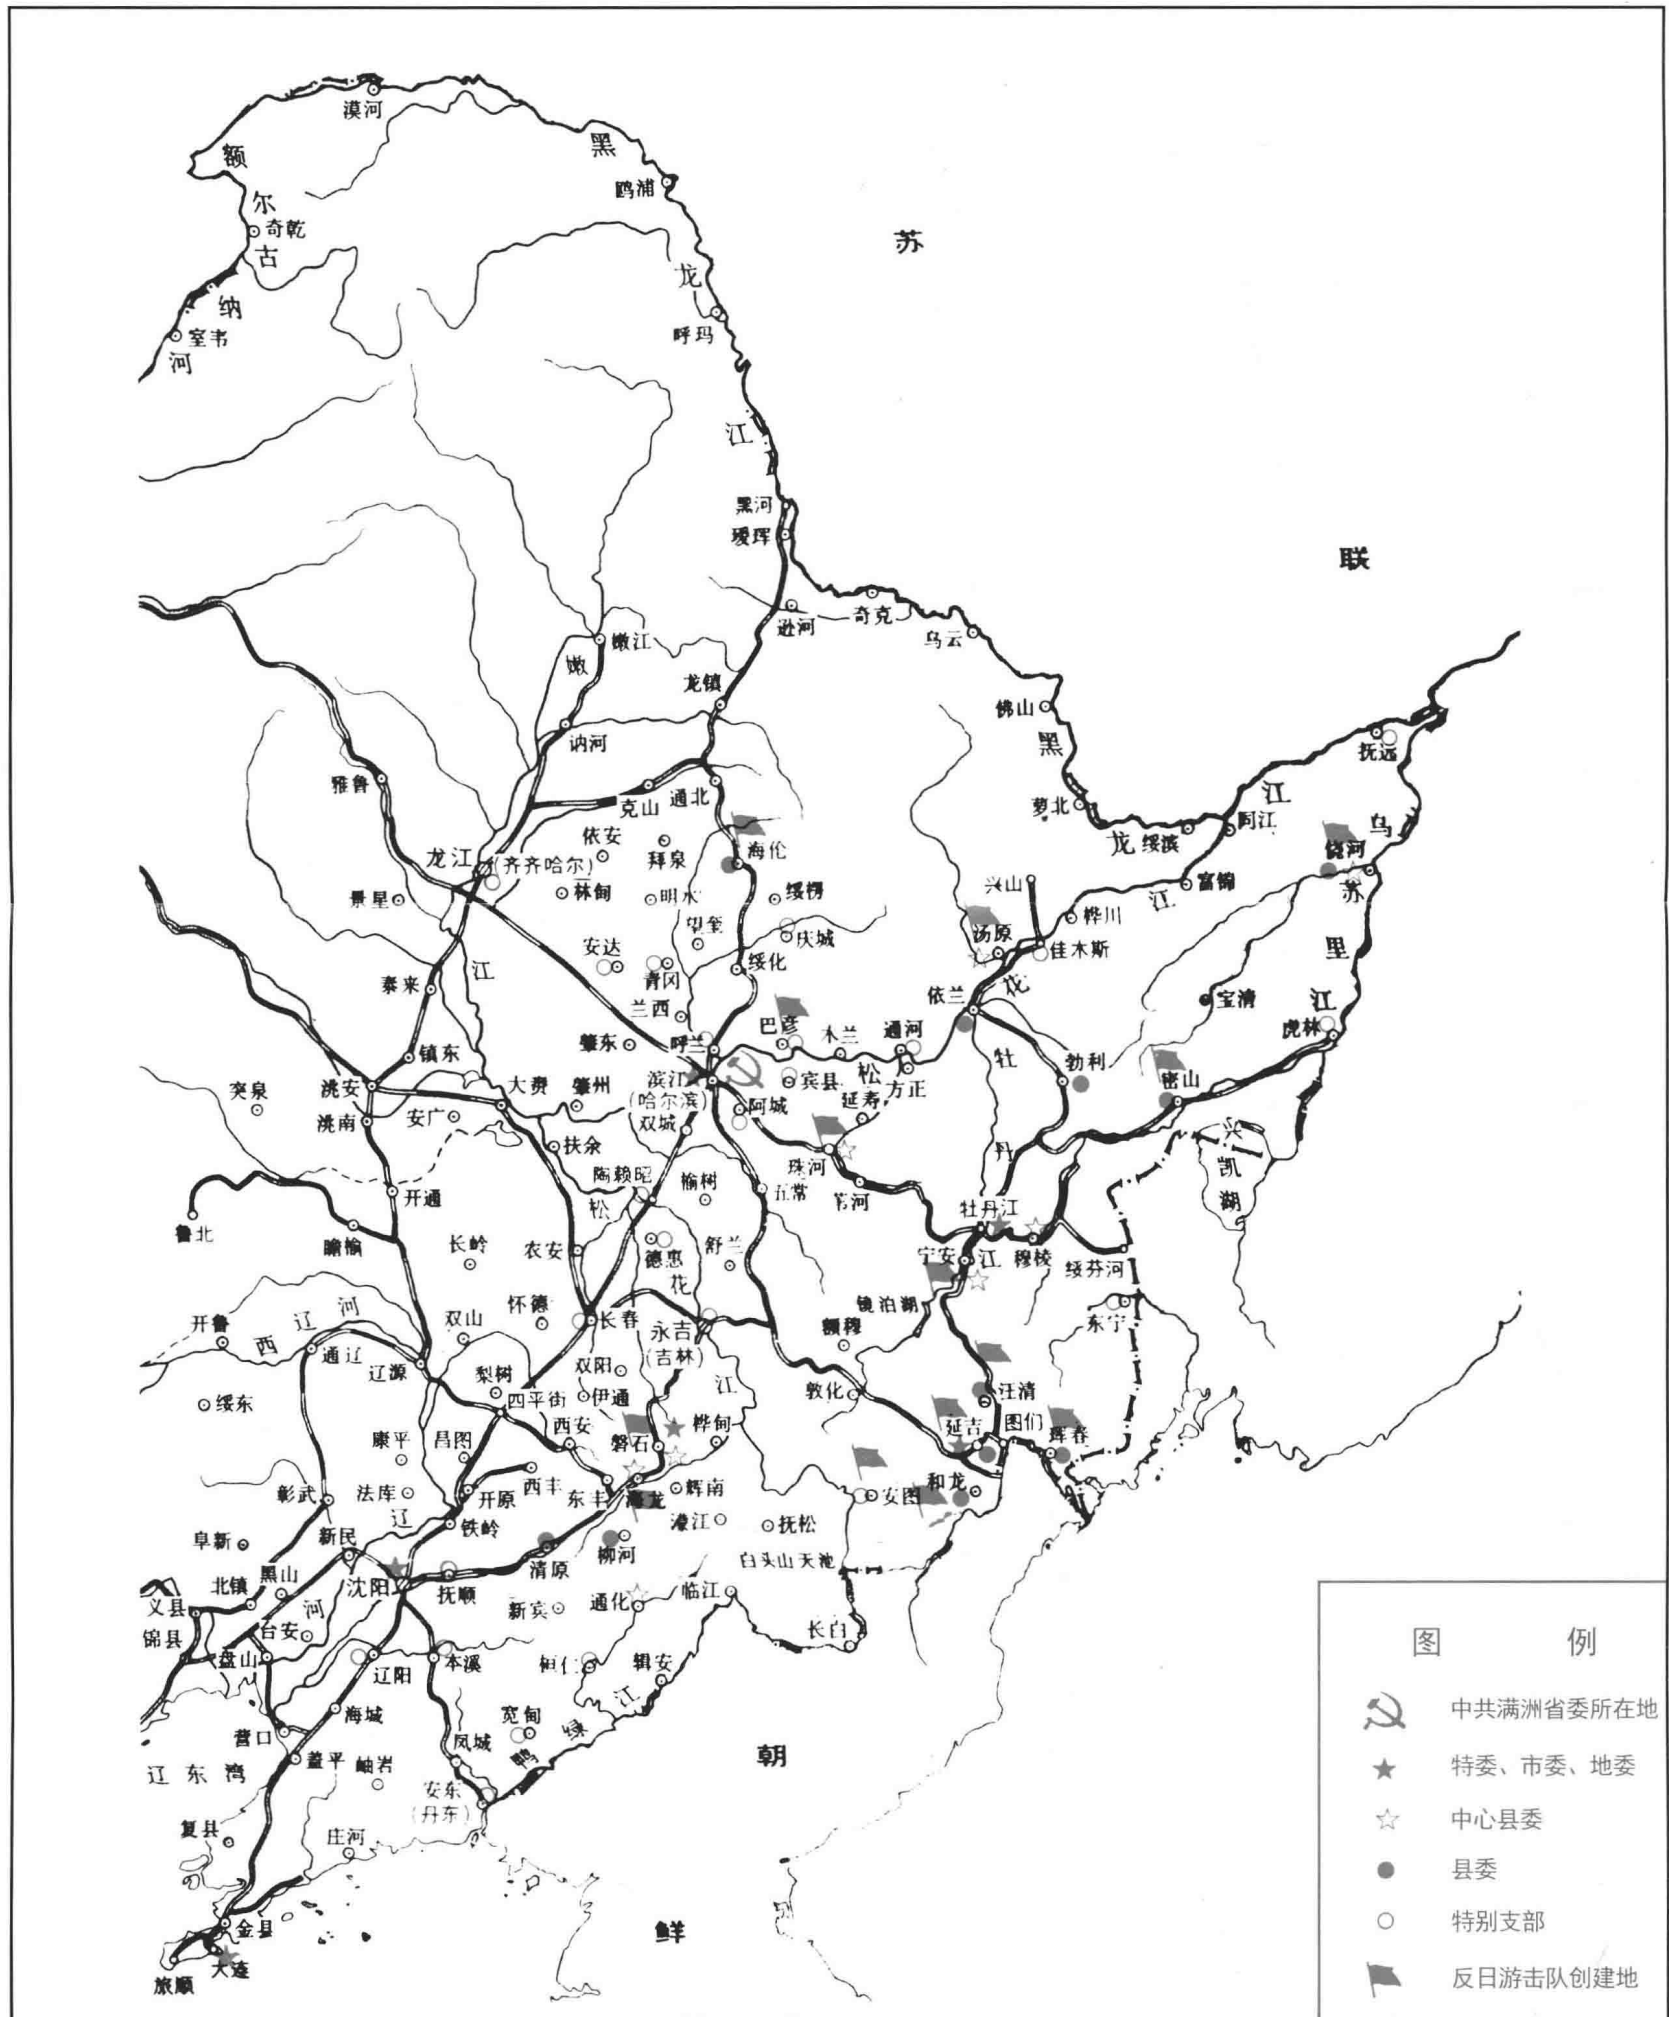 漠河
黑
额
鸥浦
尔
奇乾
古
苏
龙
纳
呼玛
室韦
河
江
黑河
瑷珲
联
逊河
奇克
乌云
嫩江
嫩
龙镇
佛山
讷河
黑
抚远
雅鲁
克山
通北
萝北
江
同江
乌
依安
龙
绥滨
海伦
饶河
龙江
(齐齐哈尔)
拜泉
林甸
明水
绥楞
兴山
富锦
苏
景星
江
望奎
庆城
汤原
桦川
佳木斯
里
安达
青冈
绥化
江
泰来
兰西
依兰
花
宝清
江
巴彦
木兰
通河
虎林
肇东
呼兰
镇东
牡
勃利
洮安
大赉
肇州
滨江
(哈尔滨)
宾县
松
方正
密山
突泉
洮南
安广
双城
阿城
延寿
兴
扶余
丹
凯
陶赖昭
榆树
珠河
湖
开通
松
五常
苇河
牡丹江
鲁北
瞻榆
长岭
农安
德惠
舒兰
宁安
江
穆棱
绥芬河
花
河
怀德
镜泊湖
辽
开鲁
双山
长春
永吉
(吉林)
额穆
东宁
西
通辽
辽源
梨树
双阳
江
敦化
汪清
绥东
四平街
伊通
西安
桦甸
延吉
图们
珲春
康平
昌图
磐石
彰武
法库
开原
西丰
东丰
海龙
辉南
安图
和龙
辽
铁岭
濛江
抚松
阜新
新民
清原
柳河
白头山天池
北镇
黑山
沈阳
抚顺
义县
河
新宾
通化
临江
锦县
台安
长白
盘山
辽阳
本溪
桓仁
辑安
图 例
江
海城
宽甸
中共满洲省委所在地
营口
凤城
绿
盖平
岫岩
鸭
朝
特委、市委、地委
辽东湾
安东
(丹东)
中心县委
复县
庄河
县委
金县
鲜
特别支部
旅顺
大连
反日游击队创建地